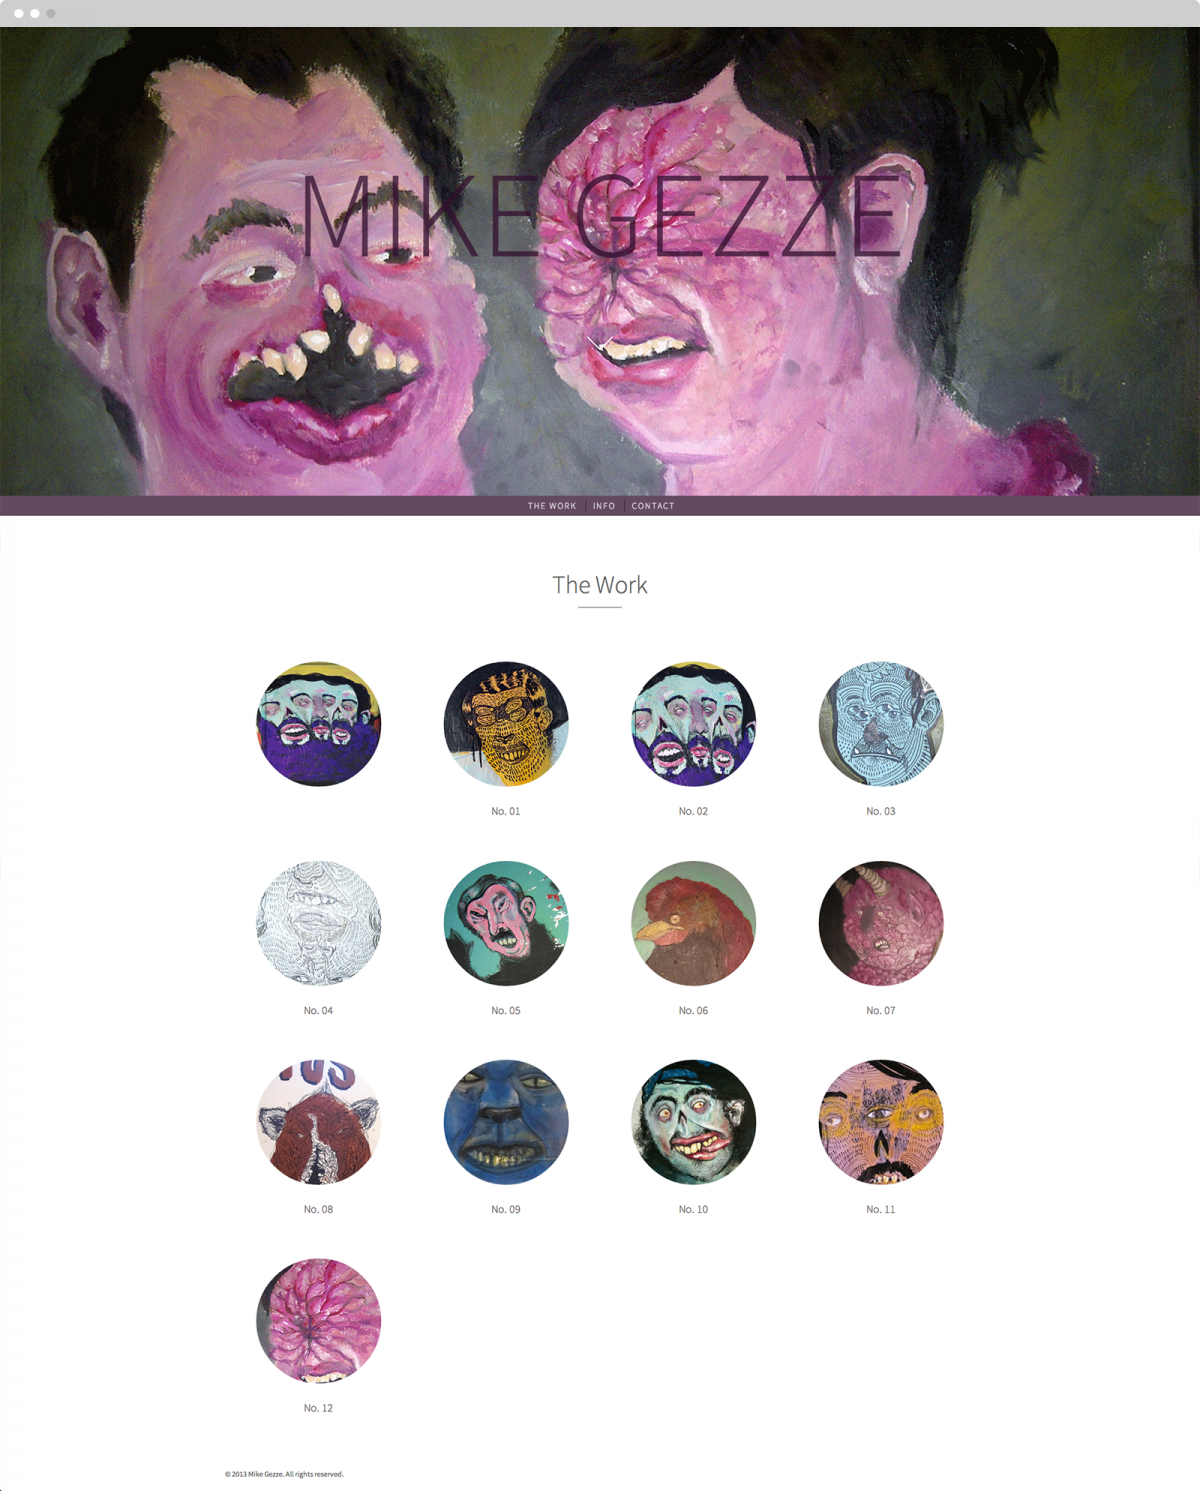 MIKE GEZZE
THE WORK INFO CONTACT
The Work
No. 01 No. 02 No. 03
No. 04 No. 05 No. 06 No. 07
No. 08 No. 09 No. 10 No. 11
No. 12
© 2013 Mike Gezze. All rights reserved.